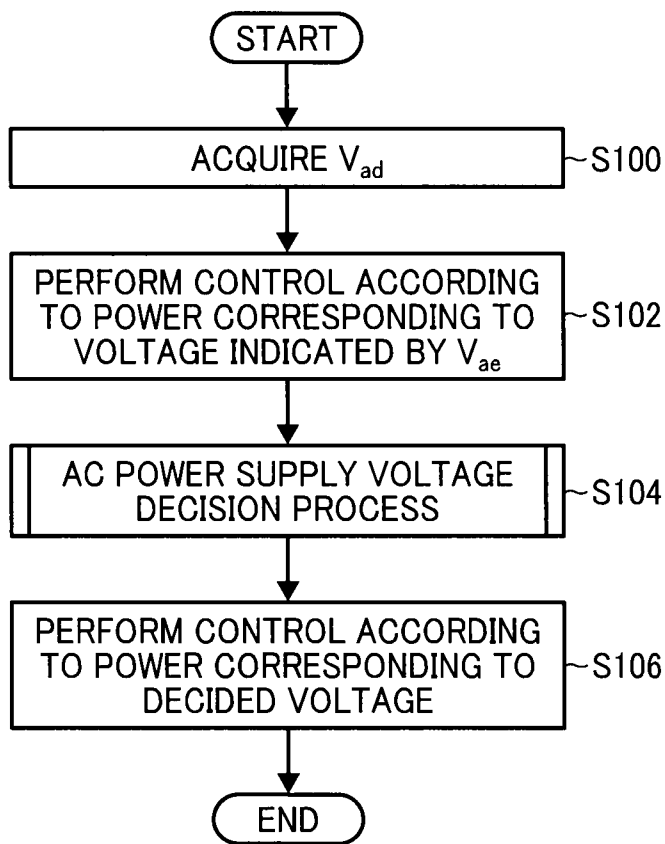 START
ACQUIRE V_ad
~S100
PERFORM CONTROL ACCORDING
TO POWER CORRESPONDING TO
VOLTAGE INDICATED BY V_ae
~S102
AC POWER SUPPLY VOLTAGE
DECISION PROCESS
~S104
PERFORM CONTROL ACCORDING
TO POWER CORRESPONDING TO
DECIDED VOLTAGE
~S106
END